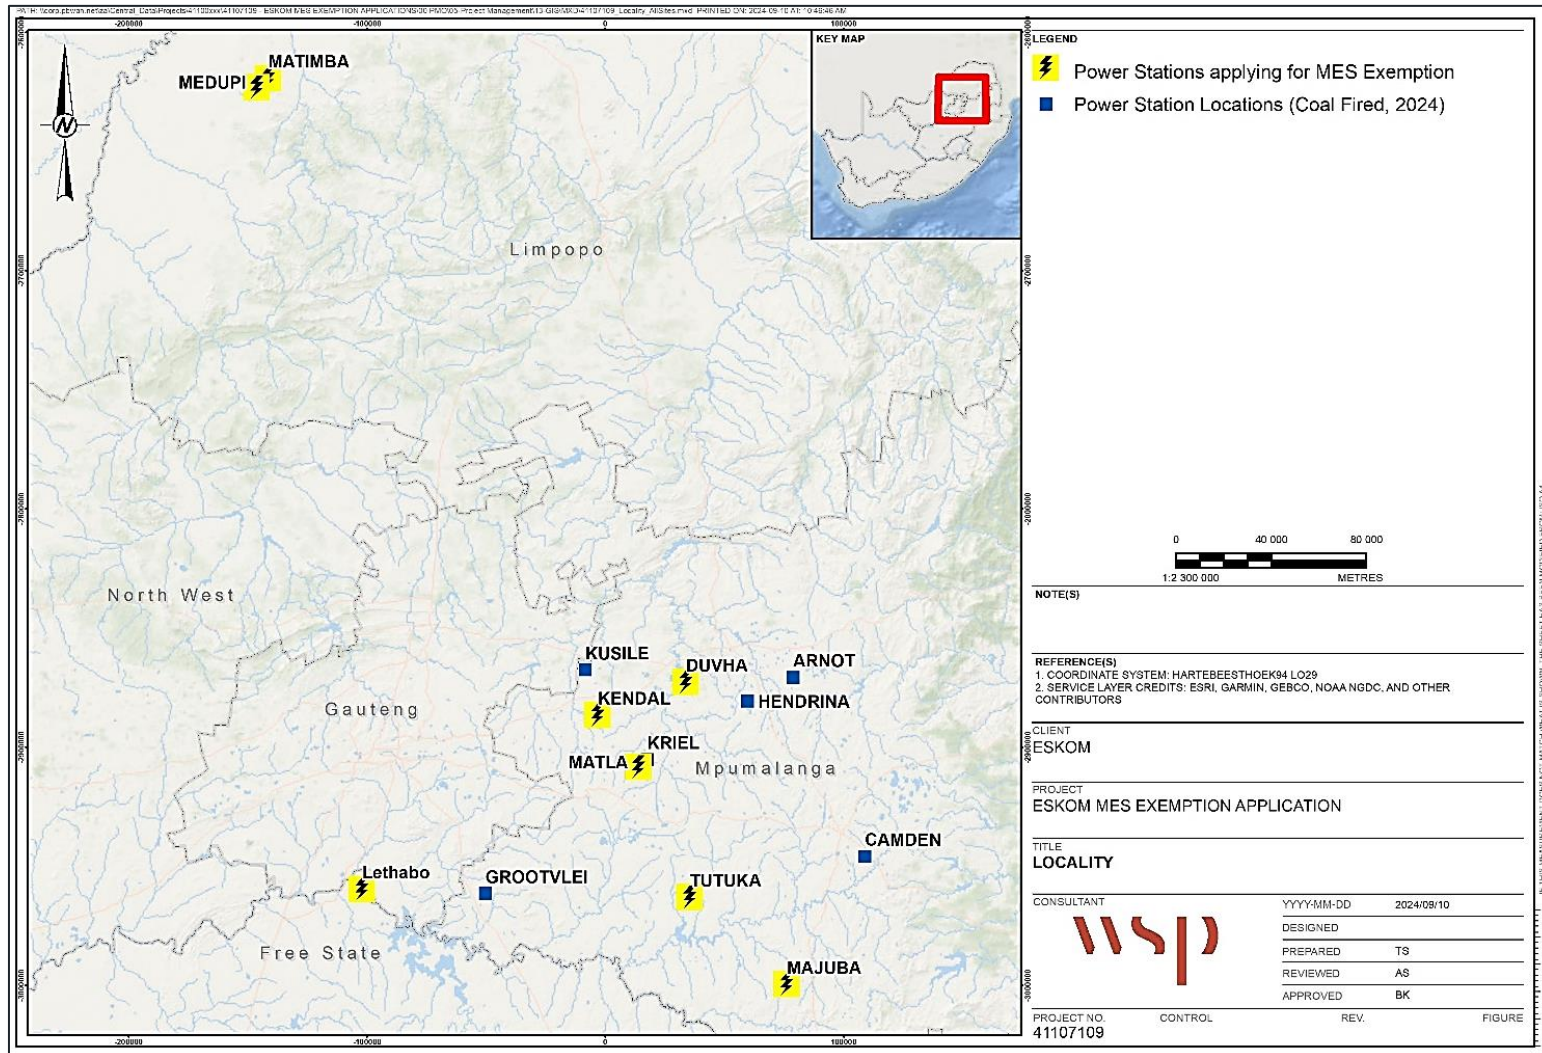 -200000 -100000 0 100000
KEY MAP
LEGEND
Power Stations applying for MES Exemption
Power Station Locations (Coal Fired, 2024)
MATIMBA
MEDUPI
N
Limpopo
North West
Gauteng
Mpumalanga
Free State
KUSILE
DUVHA
ARNOT
HENDRINA
KENDAL
KRIEL
MATLA
CAMDEN
Lethabo
GROOTVLEI
TUTUKA
MAJUBA
-200000 -100000 0 100000
0 40 000 80 000
1:2 300 000 METRES
NOTE(S)
REFERENCE(S)
1. COORDINATE SYSTEM: HARTEBEESTHOEK94 LO29
2. SERVICE LAYER CREDITS: ESRI, GARMIN, GEBCO, NOAA NGDC, AND OTHER
CONTRIBUTORS
CLIENT
ESKOM
PROJECT
ESKOM MES EXEMPTION APPLICATION
TITLE
LOCALITY
CONSULTANT
wsp
YYYY-MM-DD 2024/09/10
DESIGNED
PREPARED TS
REVIEWED AS
APPROVED BK
PROJECT NO. CONTROL REV. FIGURE
41107109